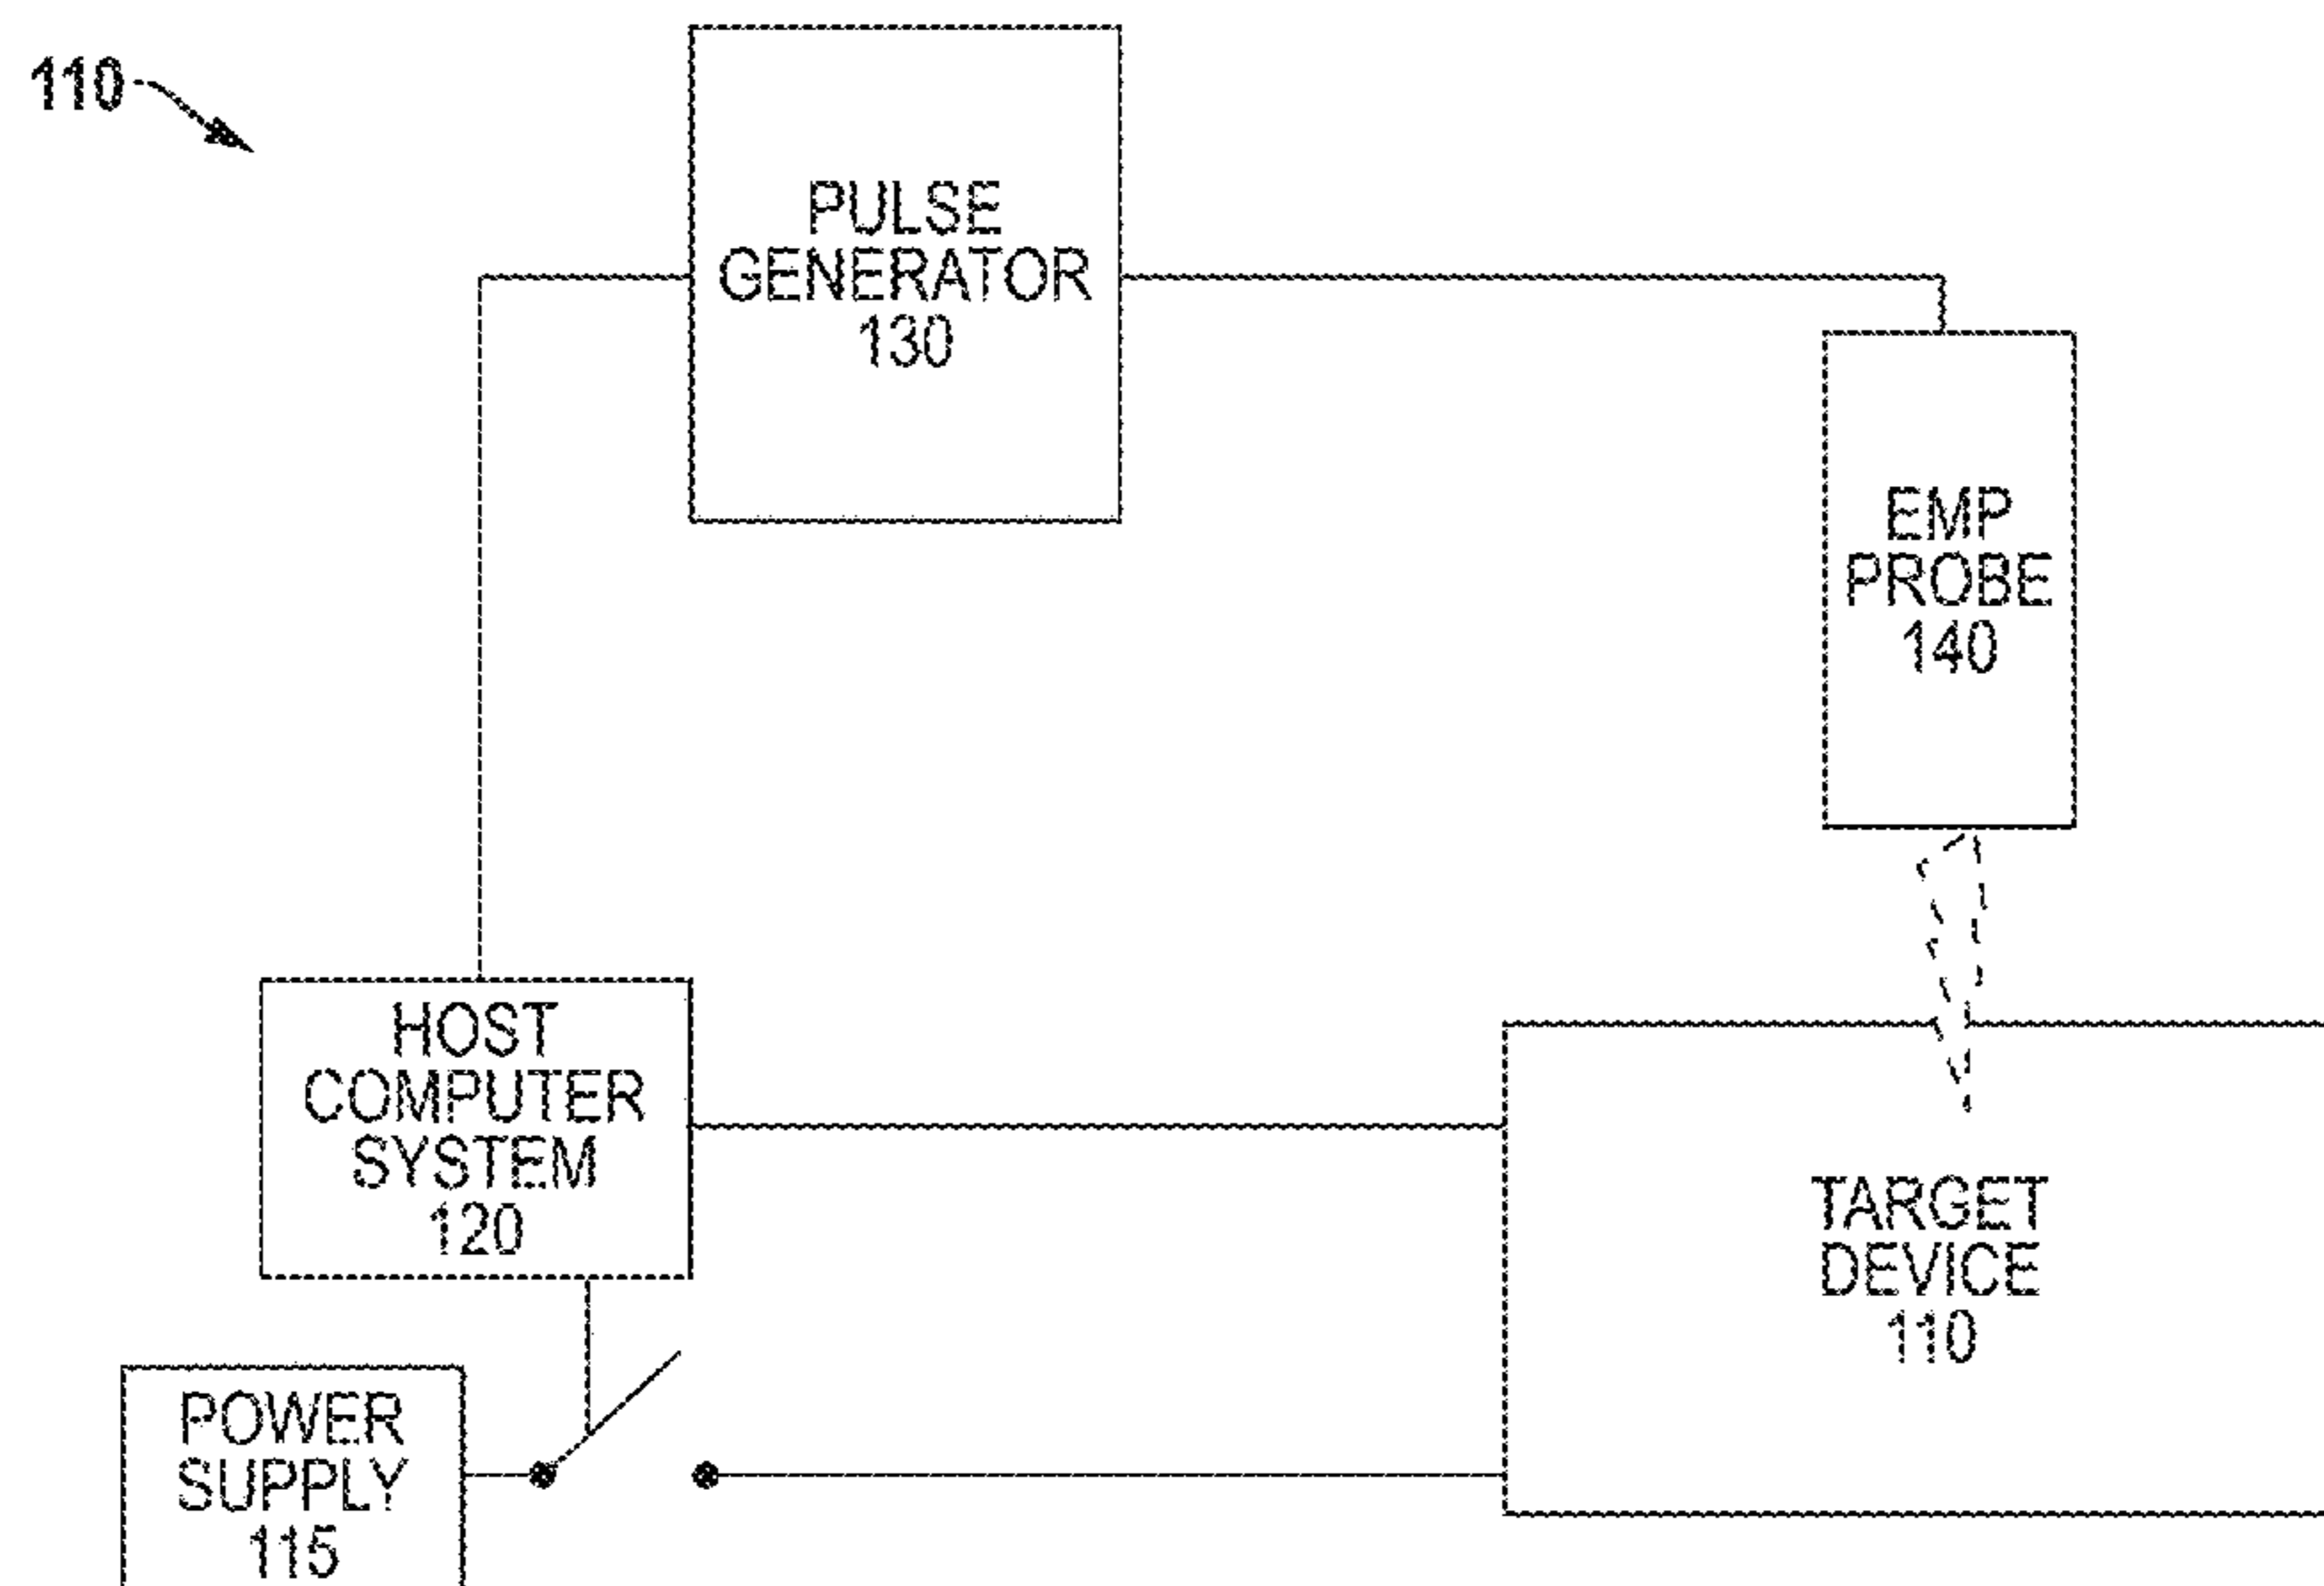 110
PULSE
GENERATOR
130
EMP
PROBE
140
HOST
COMPUTER
SYSTEM
120
TARGET
DEVICE
110
POWER
SUPPLY
115